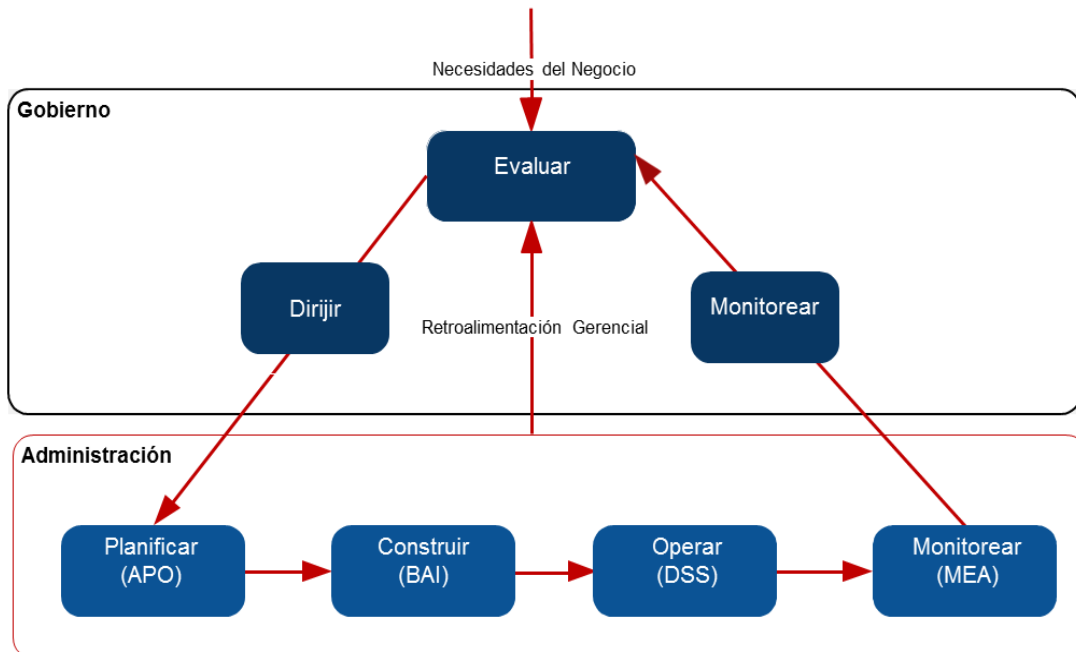 Necesidades del Negocio
Gobierno
Evaluar
Dirijir
Monitorear
Retroalimentación Gerencial
Administración
Planificar
(APO)
Construir
(BAI)
Operar
(DSS)
Monitorear
(MEA)